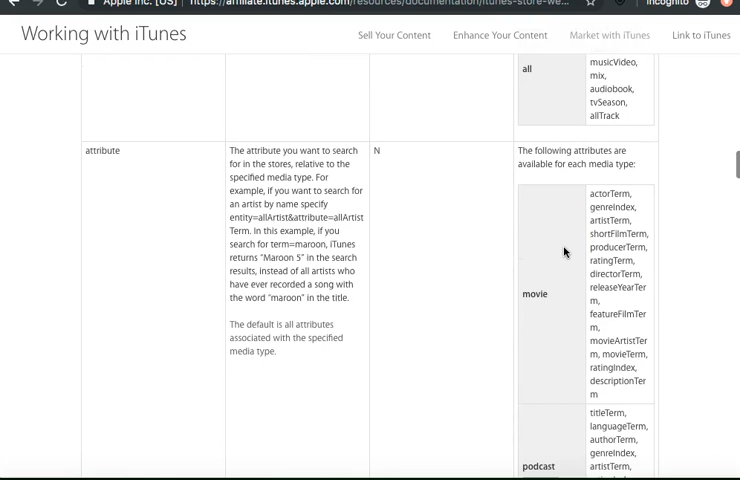 Apple Inc. [US]
https://affiliate.itunes.apple.com/resources/documentation/itunes-store-we...
Incognito
Working with iTunes
Sell Your Content
Enhance Your Content
Market with iTunes
Link to iTunes
all
musicVideo,
mix,
audiobook,
tvSeason,
allTrack
attribute
The attribute you want to search
for in the stores, relative to the
specified media type. For
example, if you want to search for
an artist by name specify
entity=allArtist&attribute=allArtist
Term. In this example, if you
search for term=maroon, iTunes
returns “Maroon 5” in the search
results, instead of all artists who
have ever recorded a song with
the word “maroon” in the title.
The default is all attributes
associated with the specified
media type.
N
The following attributes are
available for each media type:
movie
actorTerm,
genreIndex,
artistTerm,
shortFilmTerm,
producerTerm,
ratingTerm,
directorTerm,
releaseYearTer
m,
featureFilmTer
m,
movieArtistTer
m, movieTerm,
ratingIndex,
descriptionTer
m
podcast
titleTerm,
languageTerm,
authorTerm,
genreIndex,
artistTerm,